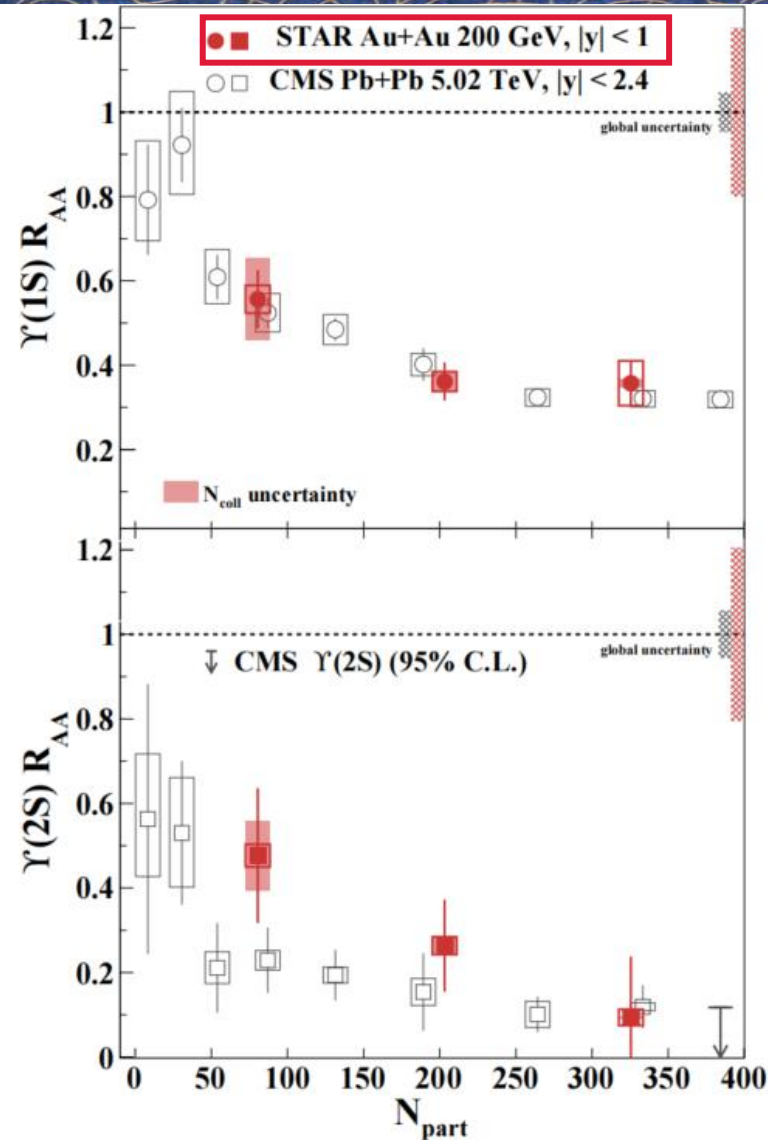 STAR Au+Au 200 GeV, |y| < 1
CMS Pb+Pb 5.02 TeV, |y| < 2.4
global uncertainty
1.2
1
0.8
0.6
0.4
0.2
ϒ(1S) R_AA
N_coll uncertainty
1.2
1
0.8
0.6
0.4
0.2
0
ϒ(2S) R_AA
global uncertainty
CMS ϒ(2S) (95% C.L.)
0 50 100 150 200 250 300 350 400
N_part